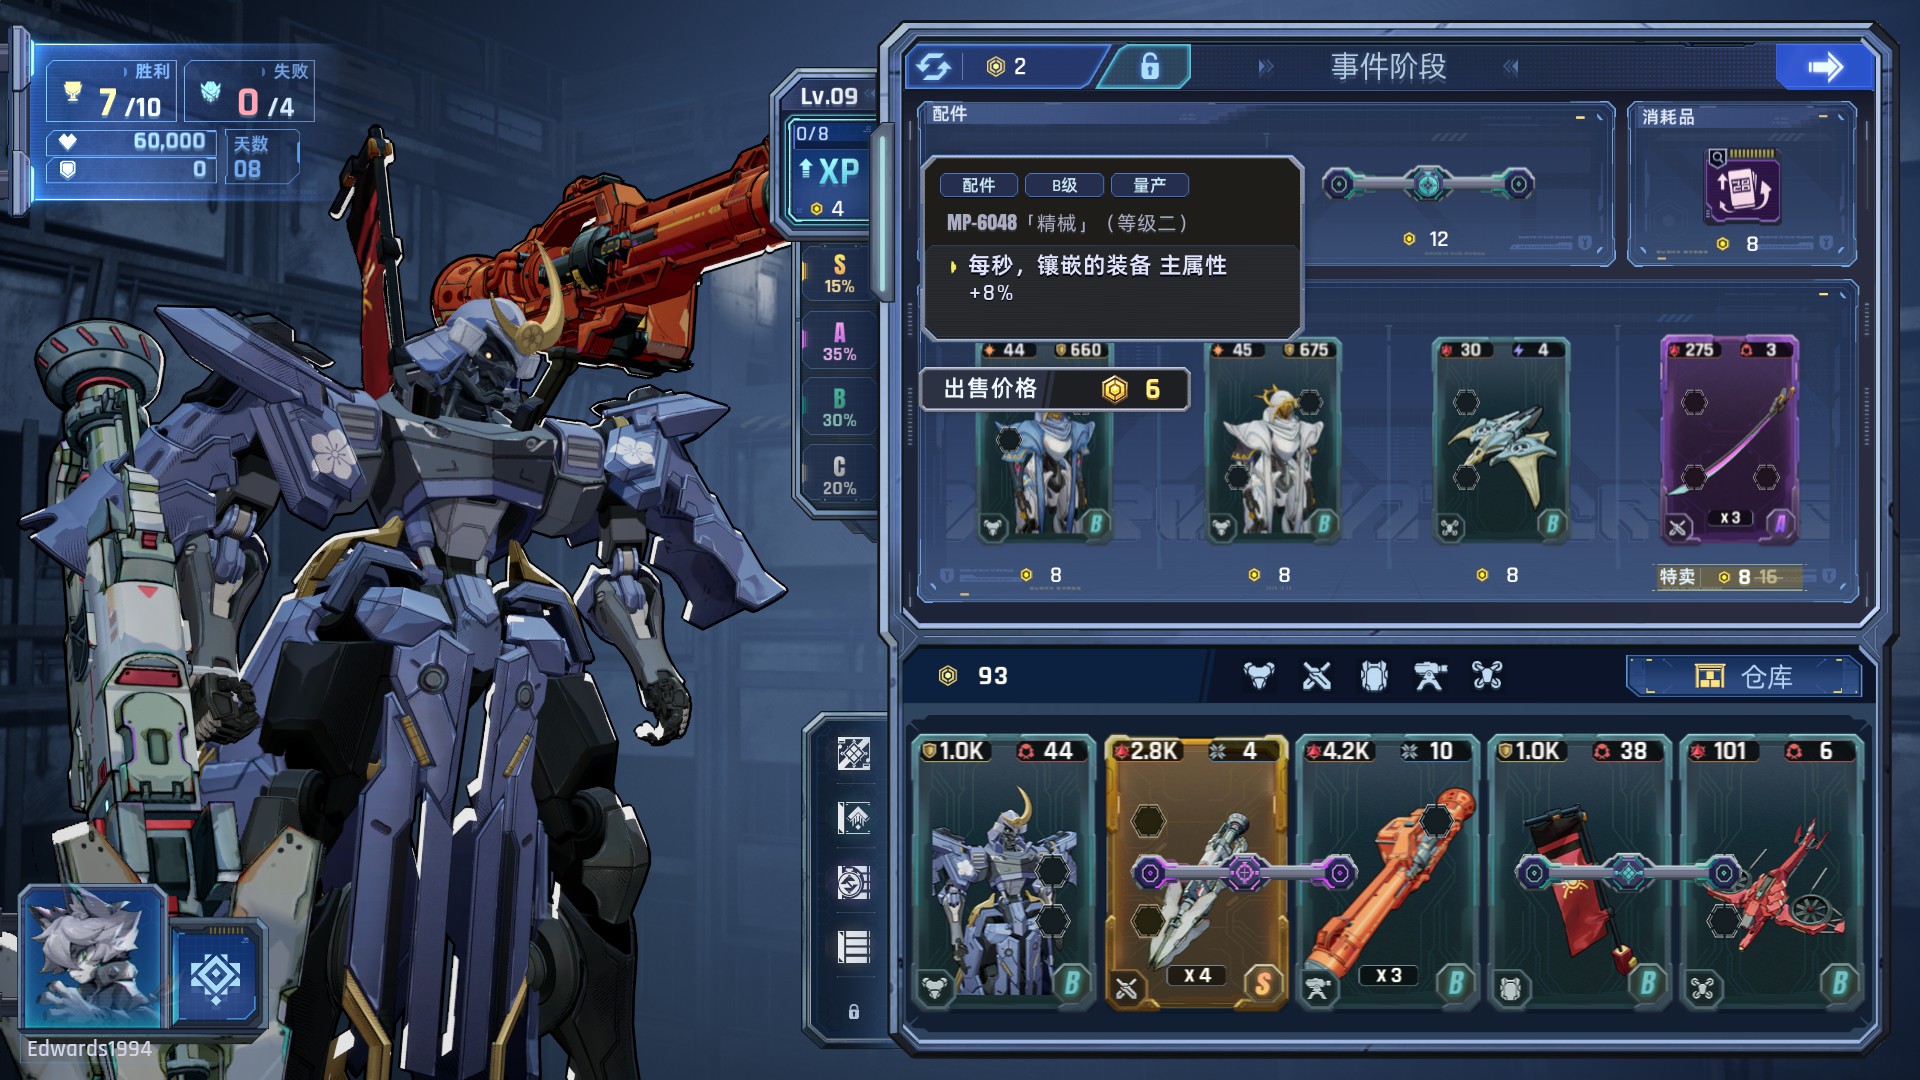 胜利
7/10
失败
0/4
60,000
0
天数
08
Lv.09
0/8
XP
4
S
15%
A
35%
B
30%
C
20%
2
事件阶段
配件
消耗品
配件
B级
量产
MP-6048「精械」（等级二）
每秒，镶嵌的装备 主属性
+8%
出售价格
6
12
8
44
660
45
675
30
4
275
3
B
B
B
x3
A
8
8
8
特卖
8
16
93
仓库
1.0K
44
2.8K
4
4.2K
10
1.0K
38
101
6
B
x4
S
x3
B
B
B
Edwards1994